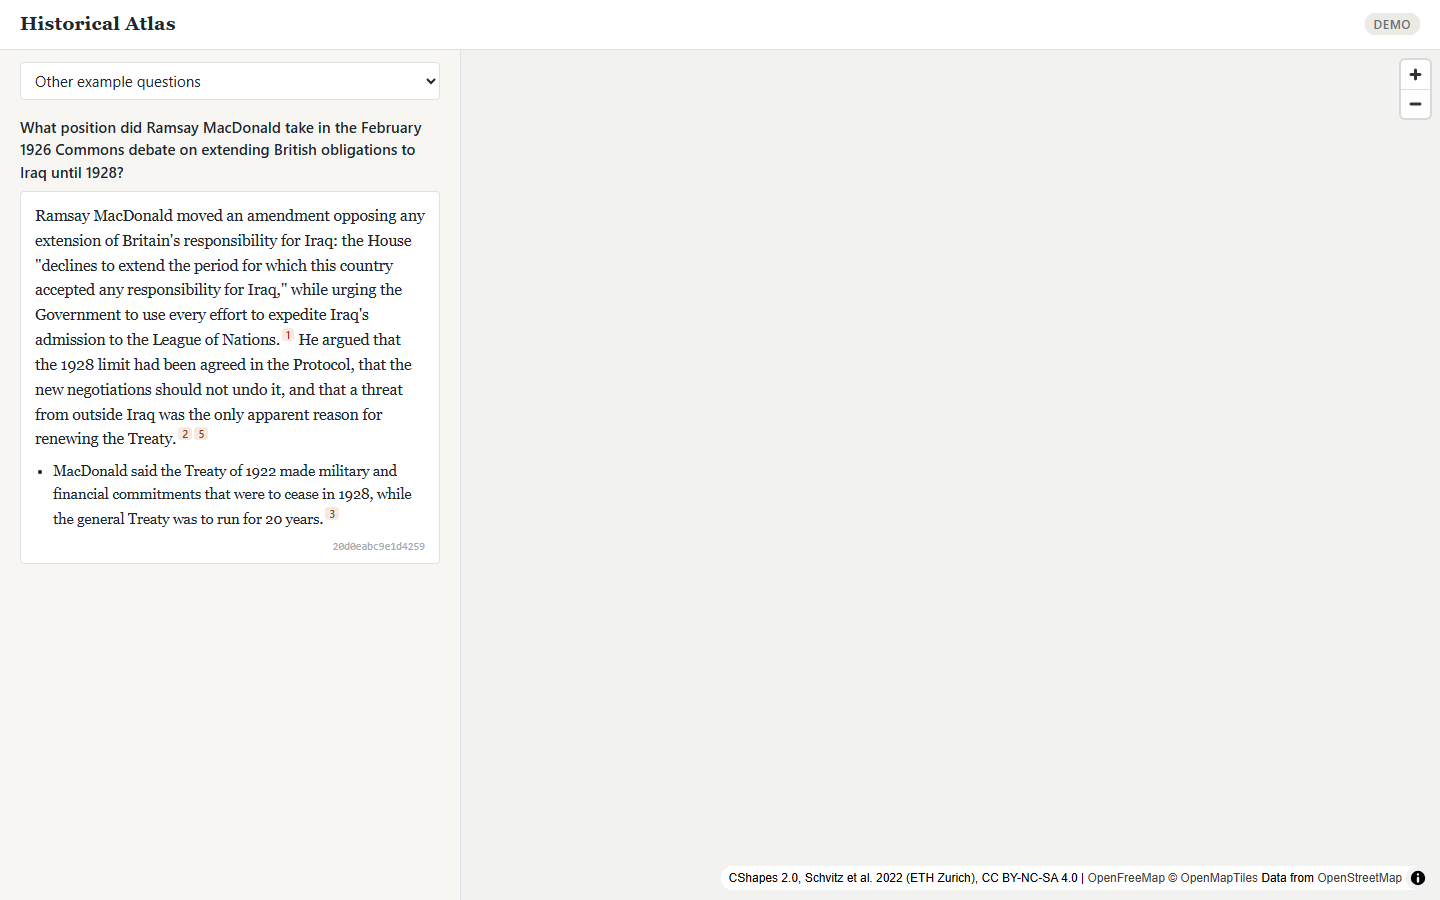 Historical Atlas
DEMO
Other example questions
What position did Ramsay MacDonald take in the February
1926 Commons debate on extending British obligations to
Iraq until 1928?
Ramsay MacDonald moved an amendment opposing any
extension of Britain's responsibility for Iraq: the House
"declines to extend the period for which this country
accepted any responsibility for Iraq," while urging the
Government to use every effort to expedite Iraq's
admission to the League of Nations. 1 He argued that
the 1928 limit had been agreed in the Protocol, that the
new negotiations should not undo it, and that a threat
from outside Iraq was the only apparent reason for
renewing the Treaty. 2 5
• MacDonald said the Treaty of 1922 made military and
financial commitments that were to cease in 1928, while
the general Treaty was to run for 20 years. 3
20d0eabc9e1d4259
CShapes 2.0, Schvitz et al. 2022 (ETH Zurich), CC BY-NC-SA 4.0 | OpenFreeMap © OpenMapTiles Data from OpenStreetMap